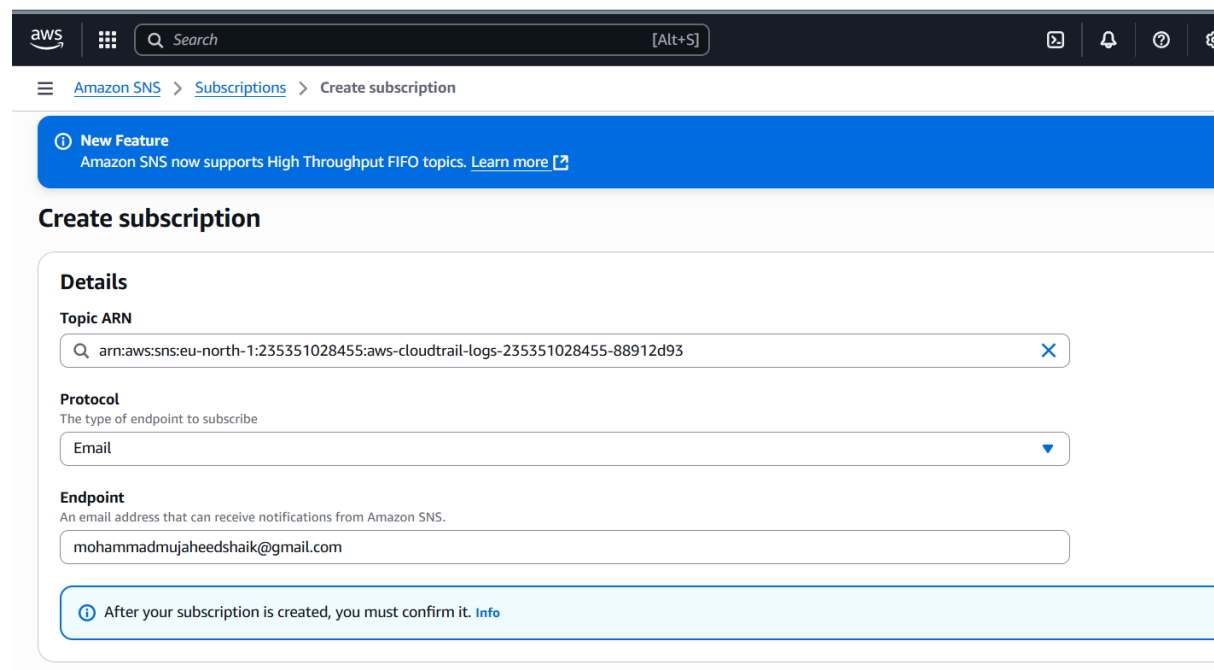 aws
Search [Alt+S]
Amazon SNS > Subscriptions > Create subscription
New Feature
Amazon SNS now supports High Throughput FIFO topics. Learn more
Create subscription
Details
Topic ARN
arn:aws:sns:eu-north-1:235351028455:aws-cloudtrail-logs-235351028455-88912d93
Protocol
The type of endpoint to subscribe
Email
Endpoint
An email address that can receive notifications from Amazon SNS.
mohammadmujaheedshaik@gmail.com
After your subscription is created, you must confirm it. Info